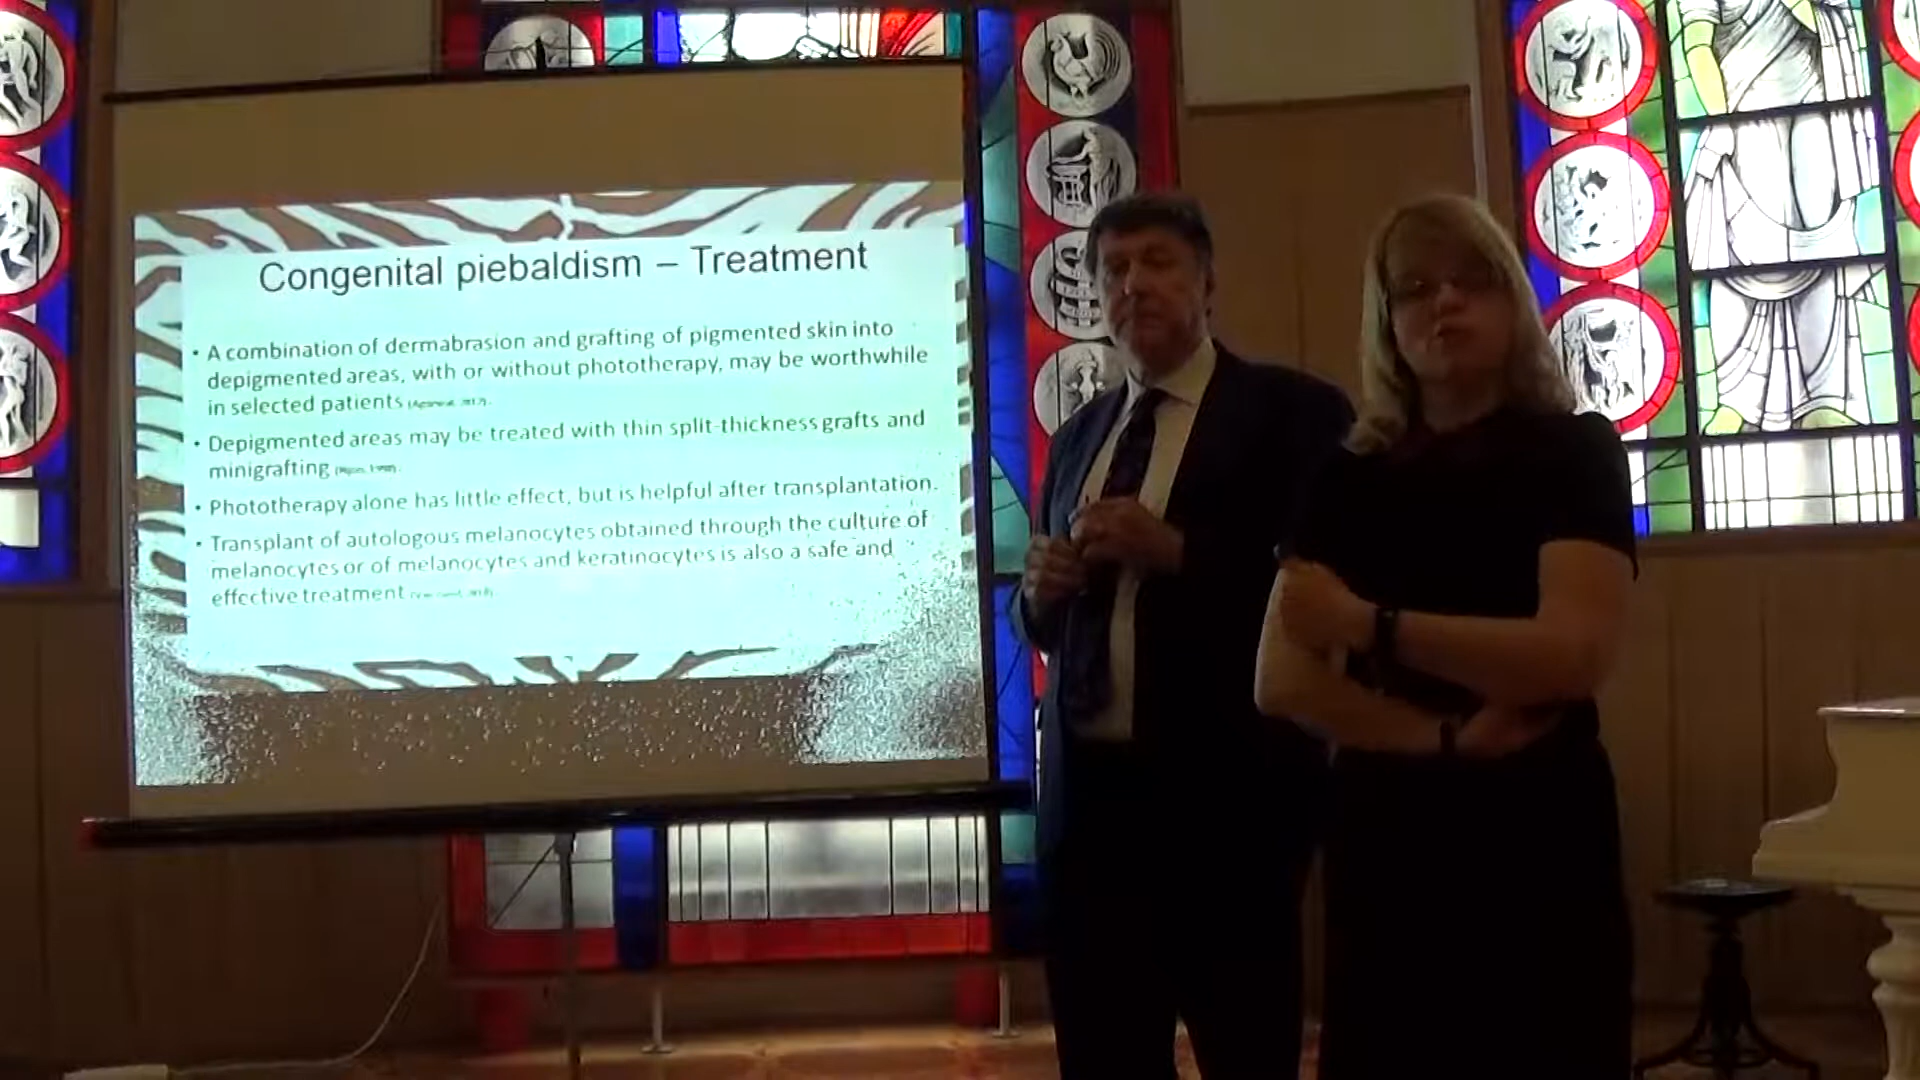 Congenital piebaldism – Treatment
• A combination of dermabrasion and grafting of pigmented skin into
depigmented areas, with or without phototherapy, may be worthwhile
in selected patients
• Depigmented areas may be treated with thin split-thickness grafts and
minigrafting
• Phototherapy alone has little effect, but is helpful after transplantation.
• Transplant of autologous melanocytes obtained through the culture of
melanocytes or of melanocytes and keratinocytes is also a safe and
effective treatment